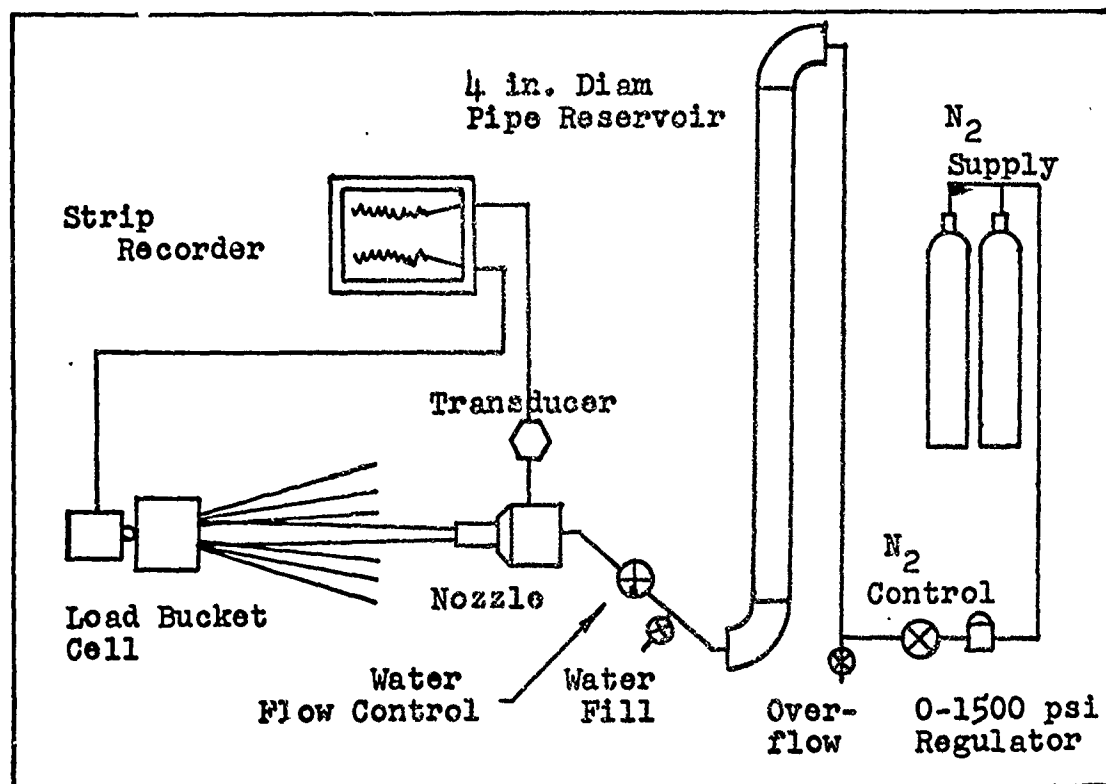 4 in. Diam
Pipe Reservoir
N2
Supply
Strip
Recorder
Transducer
Nozzle
Load Bucket
Cell
Water
Flow Control
Water
Fill
N2
Control
Over-
flow
0-1500 psi
Regulator